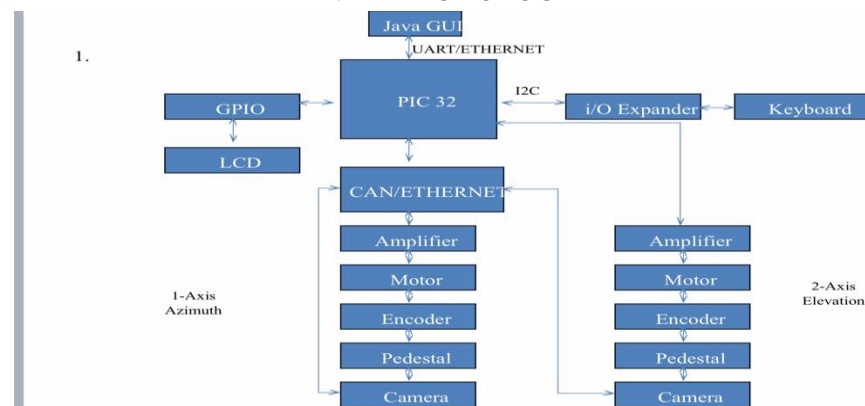 Java GUI
UART/ETHERNET
1.
PIC 32
I2C
GPIO
i/O Expander
Keyboard
LCD
CAN/ETHERNET
Amplifier
Motor
1-Axis
Azimuth
Encoder
Pedestal
Camera
Amplifier
Motor
2-Axis
Elevation
Encoder
Pedestal
Camera